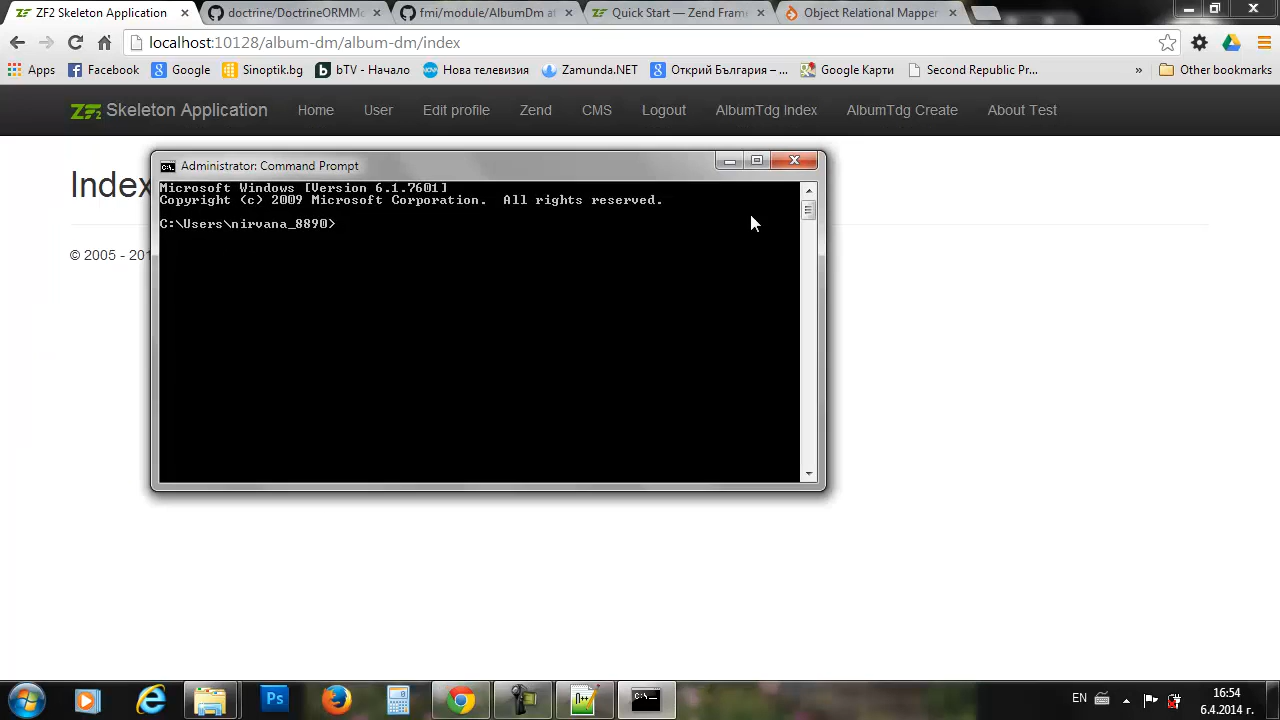 ZF2 Skeleton Application
doctrine/DoctrineORMMo
fmi/module/AlbumDm at
Quick Start — Zend Fram
Object Relational Mapper
localhost:10128/album-dm/album-dm/index
Apps
Facebook
Google
Sinoptik.bg
bTV - Начало
Нова телевизия
Zamunda.NET
Открий България – ...
Google Карти
Second Republic Pr...
»
Other bookmarks
ZF2 Skeleton Application
Home
User
Edit profile
Zend
CMS
Logout
AlbumTdg Index
AlbumTdg Create
About Test
Administrator: Command Prompt
Index
Microsoft Windows [Version 6.1.7601]
Copyright (c) 2009 Microsoft Corporation.  All rights reserved.
C:\Users\nirvana_8890>
© 2005 - 201
EN
16:54
6.4.2014 г.